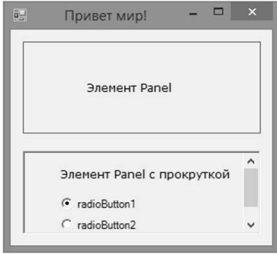 Привет мир!
Элемент Panel
Элемент Panel с прокруткой
radioButton1
radioButton2